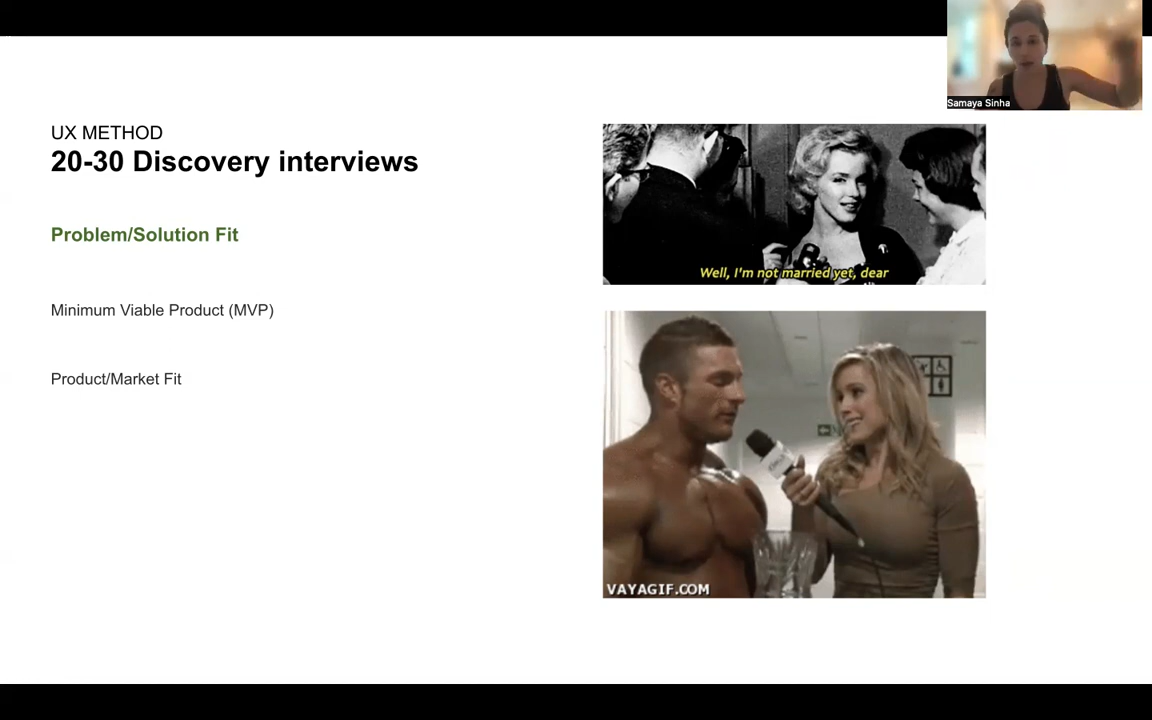 Samaya Sinha
UX METHOD
20-30 Discovery interviews
Problem/Solution Fit
Minimum Viable Product (MVP)
Product/Market Fit
Well, I'm not married yet, dear
VAYAGIF.COM